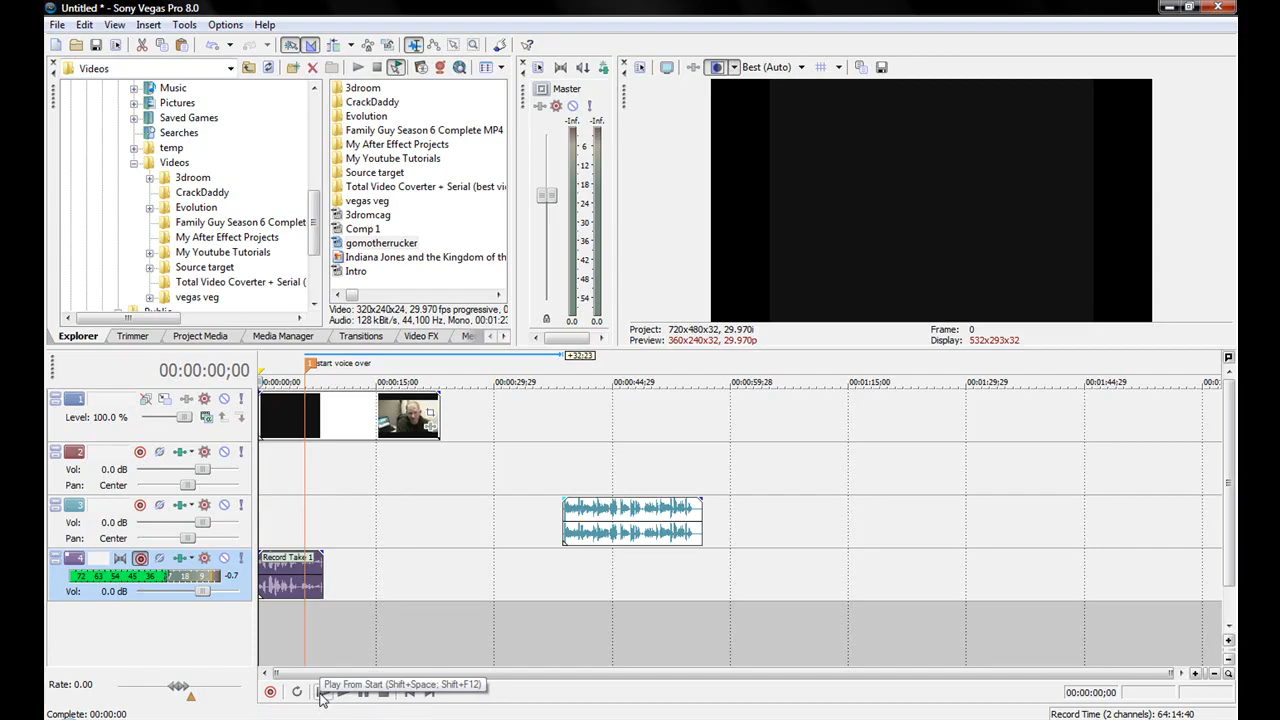 Untitled * - Sony Vegas Pro 8.0
File Edit View Insert Tools Options Help
Videos
Best (Auto)
Music
Pictures
Saved Games
Searches
temp
Videos
3droom
CrackDaddy
Evolution
Family Guy Season 6 Complet
My After Effect Projects
My Youtube Tutorials
Source target
Total Video Coverter + Serial (
vegas veg
3droom
CrackDaddy
Evolution
Family Guy Season 6 Complete MP4
My After Effect Projects
My Youtube Tutorials
Source target
Total Video Coverter + Serial (best vi
vegas veg
3dromcag
Comp 1
gomotherrucker
Indiana Jones and the Kingdom of th
Intro
Video: 320x240x24, 29.970 fps progressive, 0
Audio: 128 kBit/s, 44,100 Hz, Mono, 00:01:2
Master
-Inf. -Inf.
6
12
18
24
30
36
42
48
54
0.0 0.0
Project: 720x480x32, 29.970i
Preview: 360x240x32, 29.970p
Frame: 0
Display: 532x293x32
Explorer Trimmer Project Media Media Manager Transitions Video FX Me
+32:23
00:00:00;00
1 start voice over
00:00:00;00 00:00:15;00 00:00:29;29 00:00:44;29 00:00:59;28 00:01:15;00 00:01:29;29 00:01:44;29
1
Level: 100.0 %
2
Vol: 0.0 dB
Pan: Center
3
Vol: 0.0 dB
Pan: Center
4
72 63 54 45 36 9 -0.7
Vol: 0.0 dB
Record Take 1
Rate: 0.00
Play From Start (Shift+Space; Shift+F12)
00:00:00;00
Complete: 00:00:00
Record Time (2 channels): 64:14:40